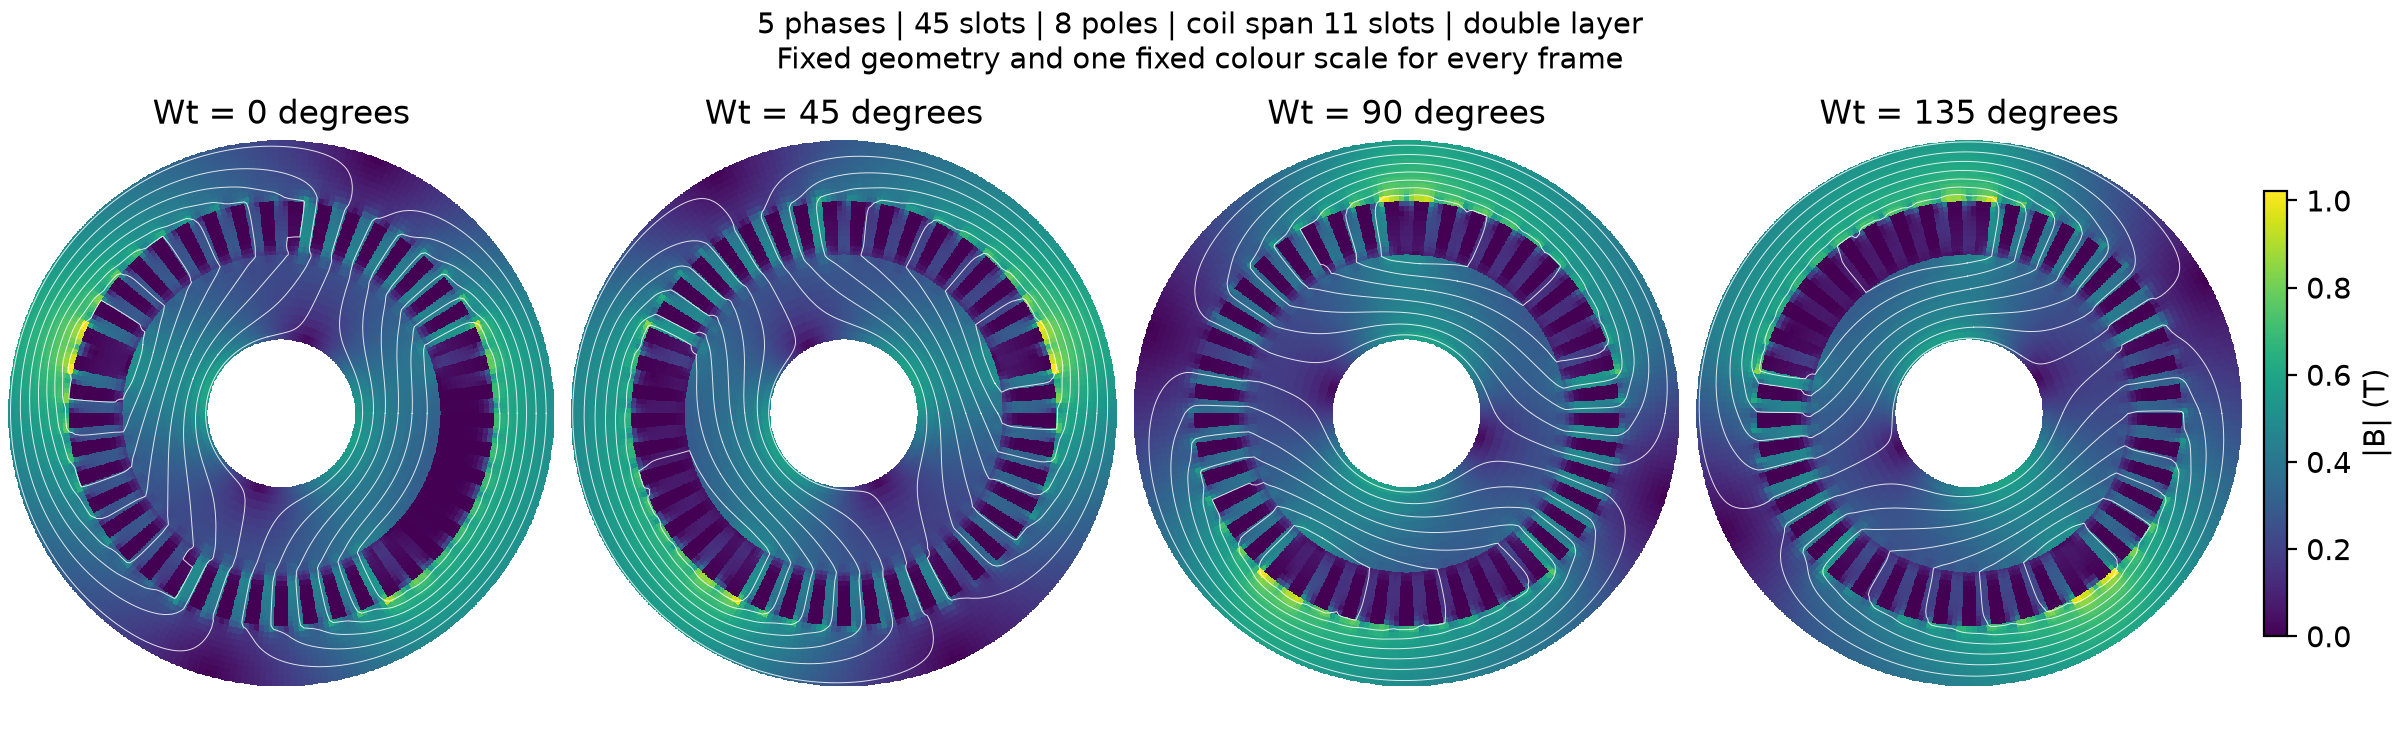 5 phases | 45 slots | 8 poles | coil span 11 slots | double layer
Fixed geometry and one fixed colour scale for every frame
Wt = 0 degrees
Wt = 45 degrees
Wt = 90 degrees
Wt = 135 degrees
1.0
0.8
0.6
0.4
0.2
0.0
|B| (T)